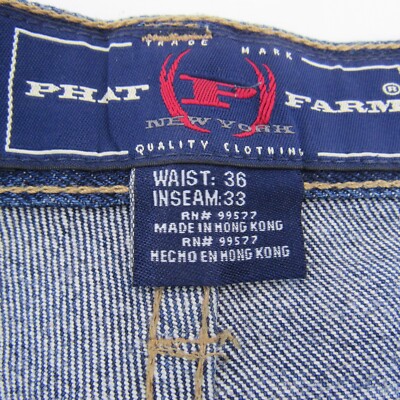 TRADE MARK
PHAT P FARM ®
NEW YORK
QUALITY CLOTHING
WAIST: 36
INSEAM: 33
RN# 99577
MADE IN HONG KONG
RN# 99577
HECHO EN HONG KONG